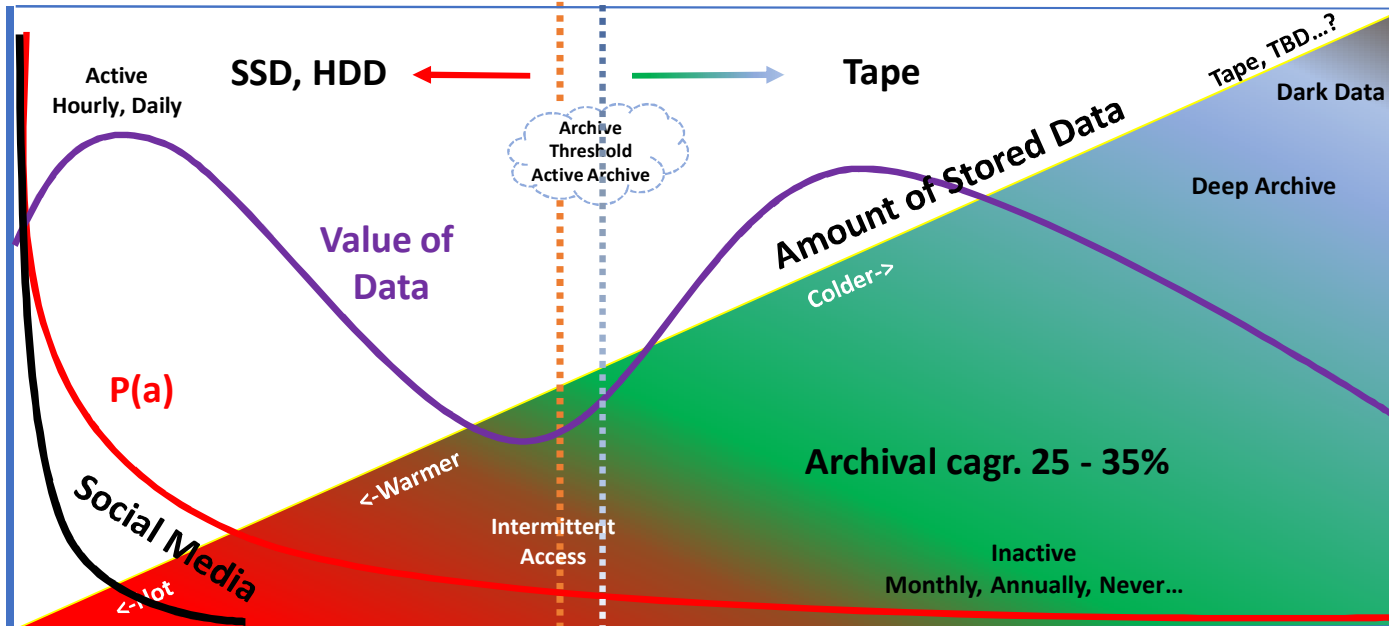 Active
Hourly, Daily
SSD, HDD
Tape
Tape, TBD...?
Dark Data
Archive
Threshold
Active Archive
Amount of Stored Data
Deep Archive
Value of
Data
Colder->
P(a)
<-Warmer
Archival cagr. 25 - 35%
Social Media
Intermittent
Access
Inactive
Monthly, Annually, Never...
<-Hot